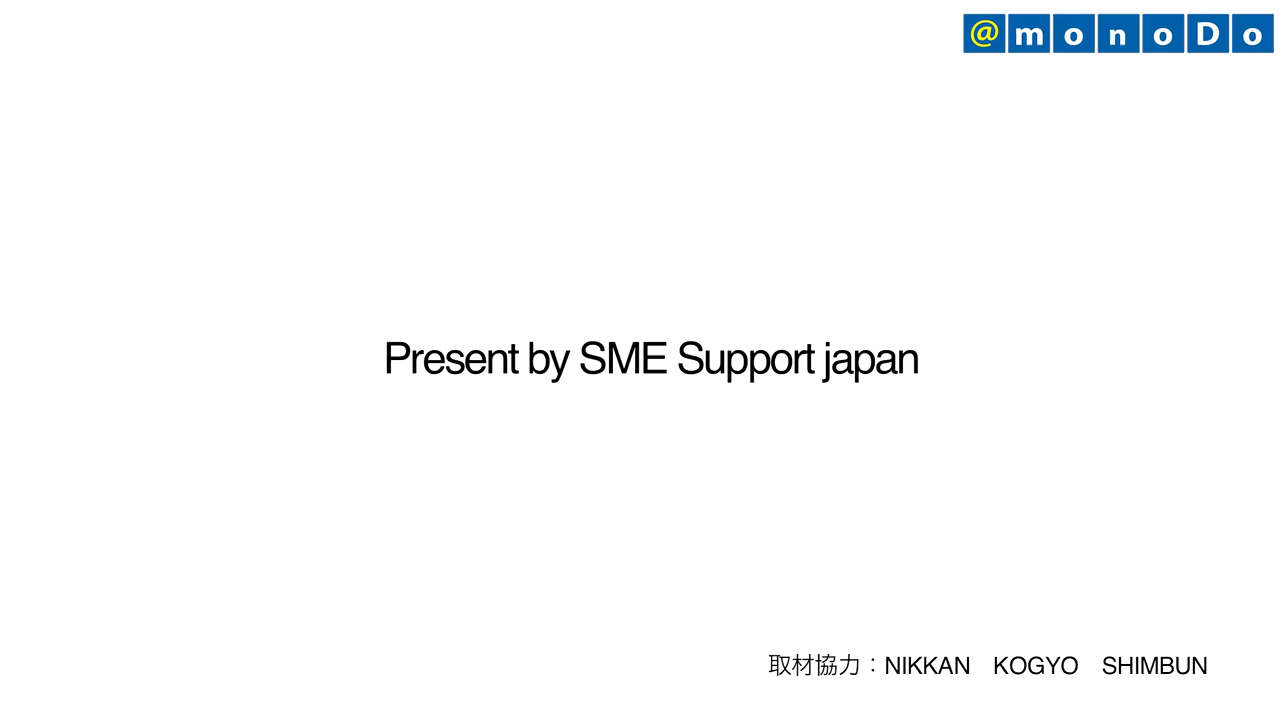 @monoDo
Present by SME Support japan
取材協力：NIKKAN　KOGYO　SHIMBUN